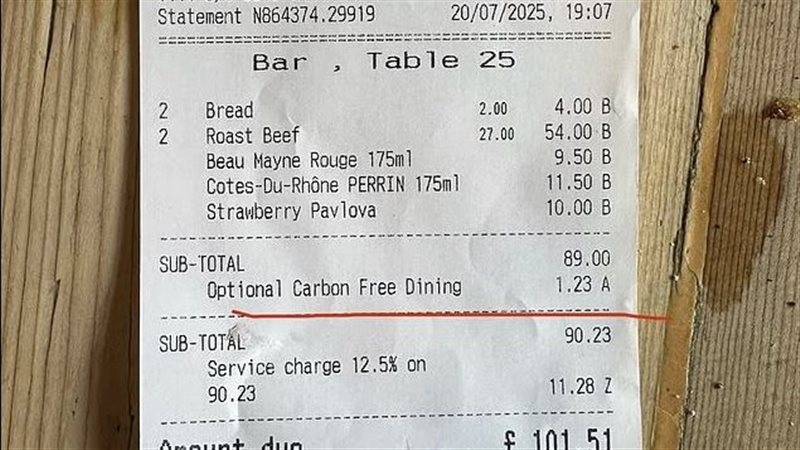 Statement N864374.29919 20/07/2025, 19:07
Bar , Table 25
2 Bread 2.00 4.00 B
2 Roast Beef 27.00 54.00 B
Beau Mayne Rouge 175ml 9.50 B
Cotes-Du-Rhône PERRIN 175ml 11.50 B
Strawberry Pavlova 10.00 B
SUB-TOTAL 89.00
Optional Carbon Free Dining 1.23 A
SUB-TOTAL 90.23
Service charge 12.5% on
90.23 11.28 Z
Amount due £ 101.51